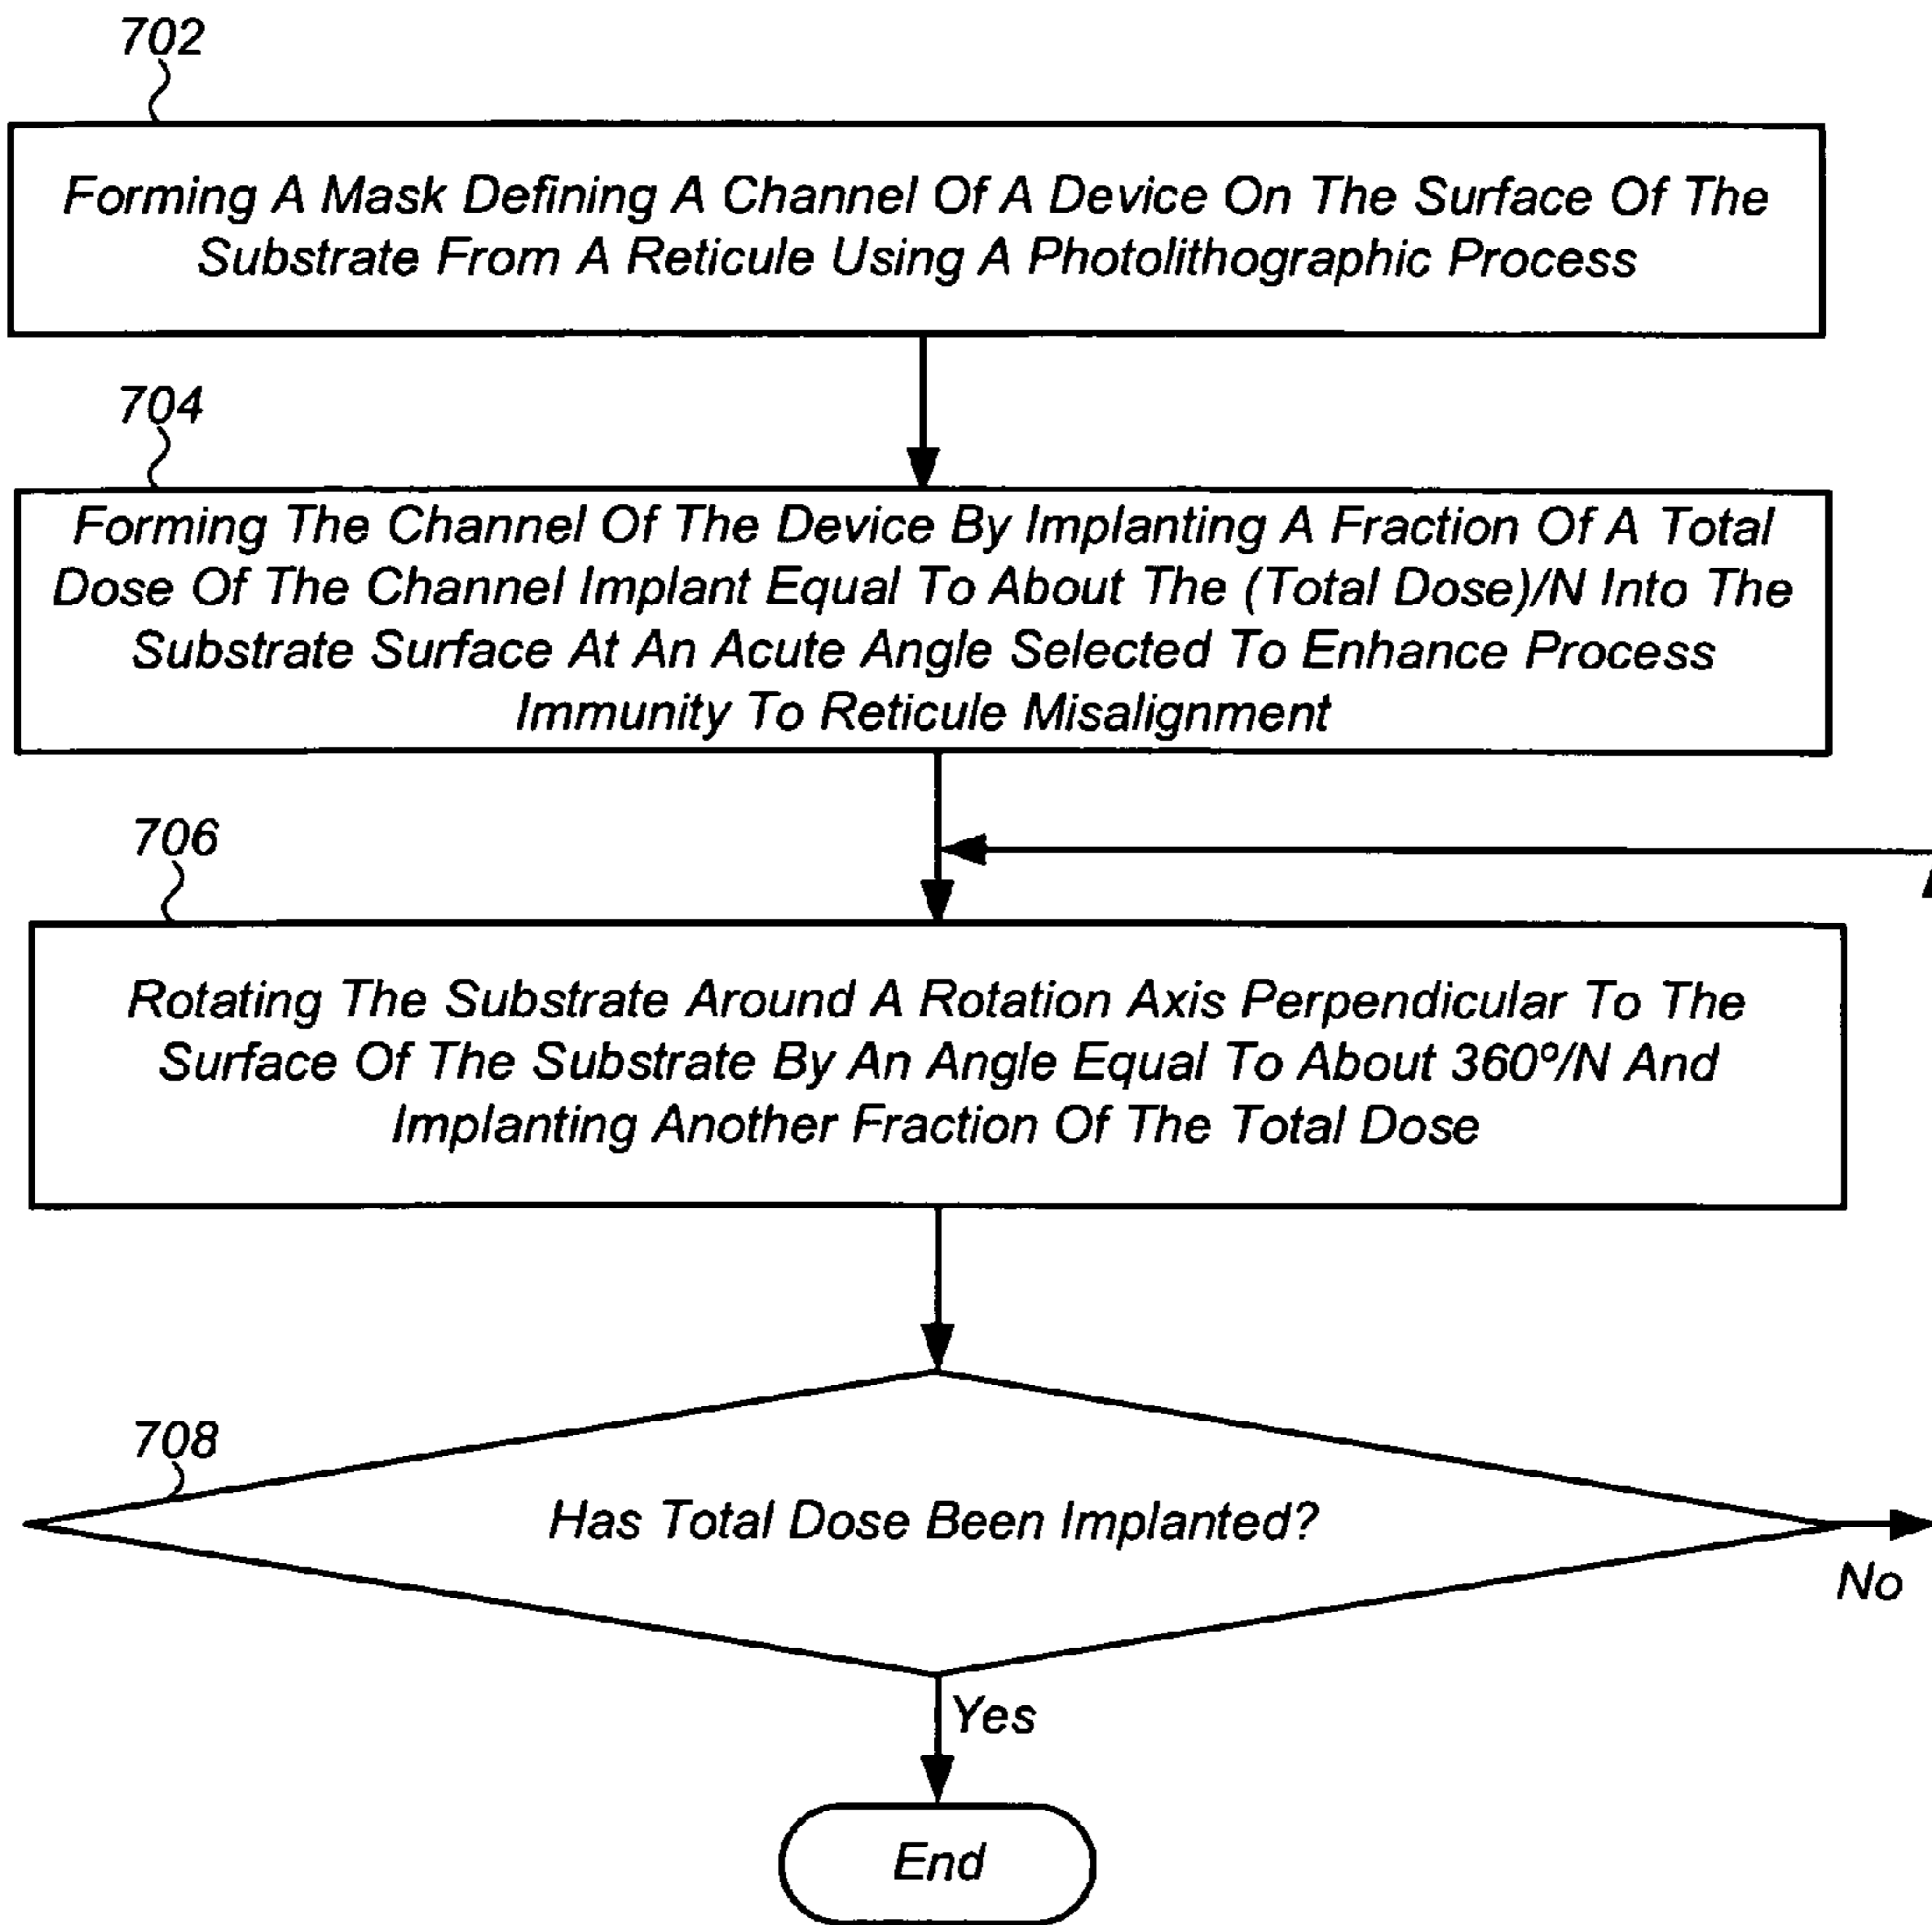 702
Forming A Mask Defining A Channel Of A Device On The Surface Of The
Substrate From A Reticule Using A Photolithographic Process
704
Forming The Channel Of The Device By Implanting A Fraction Of A Total
Dose Of The Channel Implant Equal To About The (Total Dose)/N Into The
Substrate Surface At An Acute Angle Selected To Enhance Process
Immunity To Reticule Misalignment
706
Rotating The Substrate Around A Rotation Axis Perpendicular To The
Surface Of The Substrate By An Angle Equal To About 360º/N And
Implanting Another Fraction Of The Total Dose
708
Has Total Dose Been Implanted?
No
Yes
End